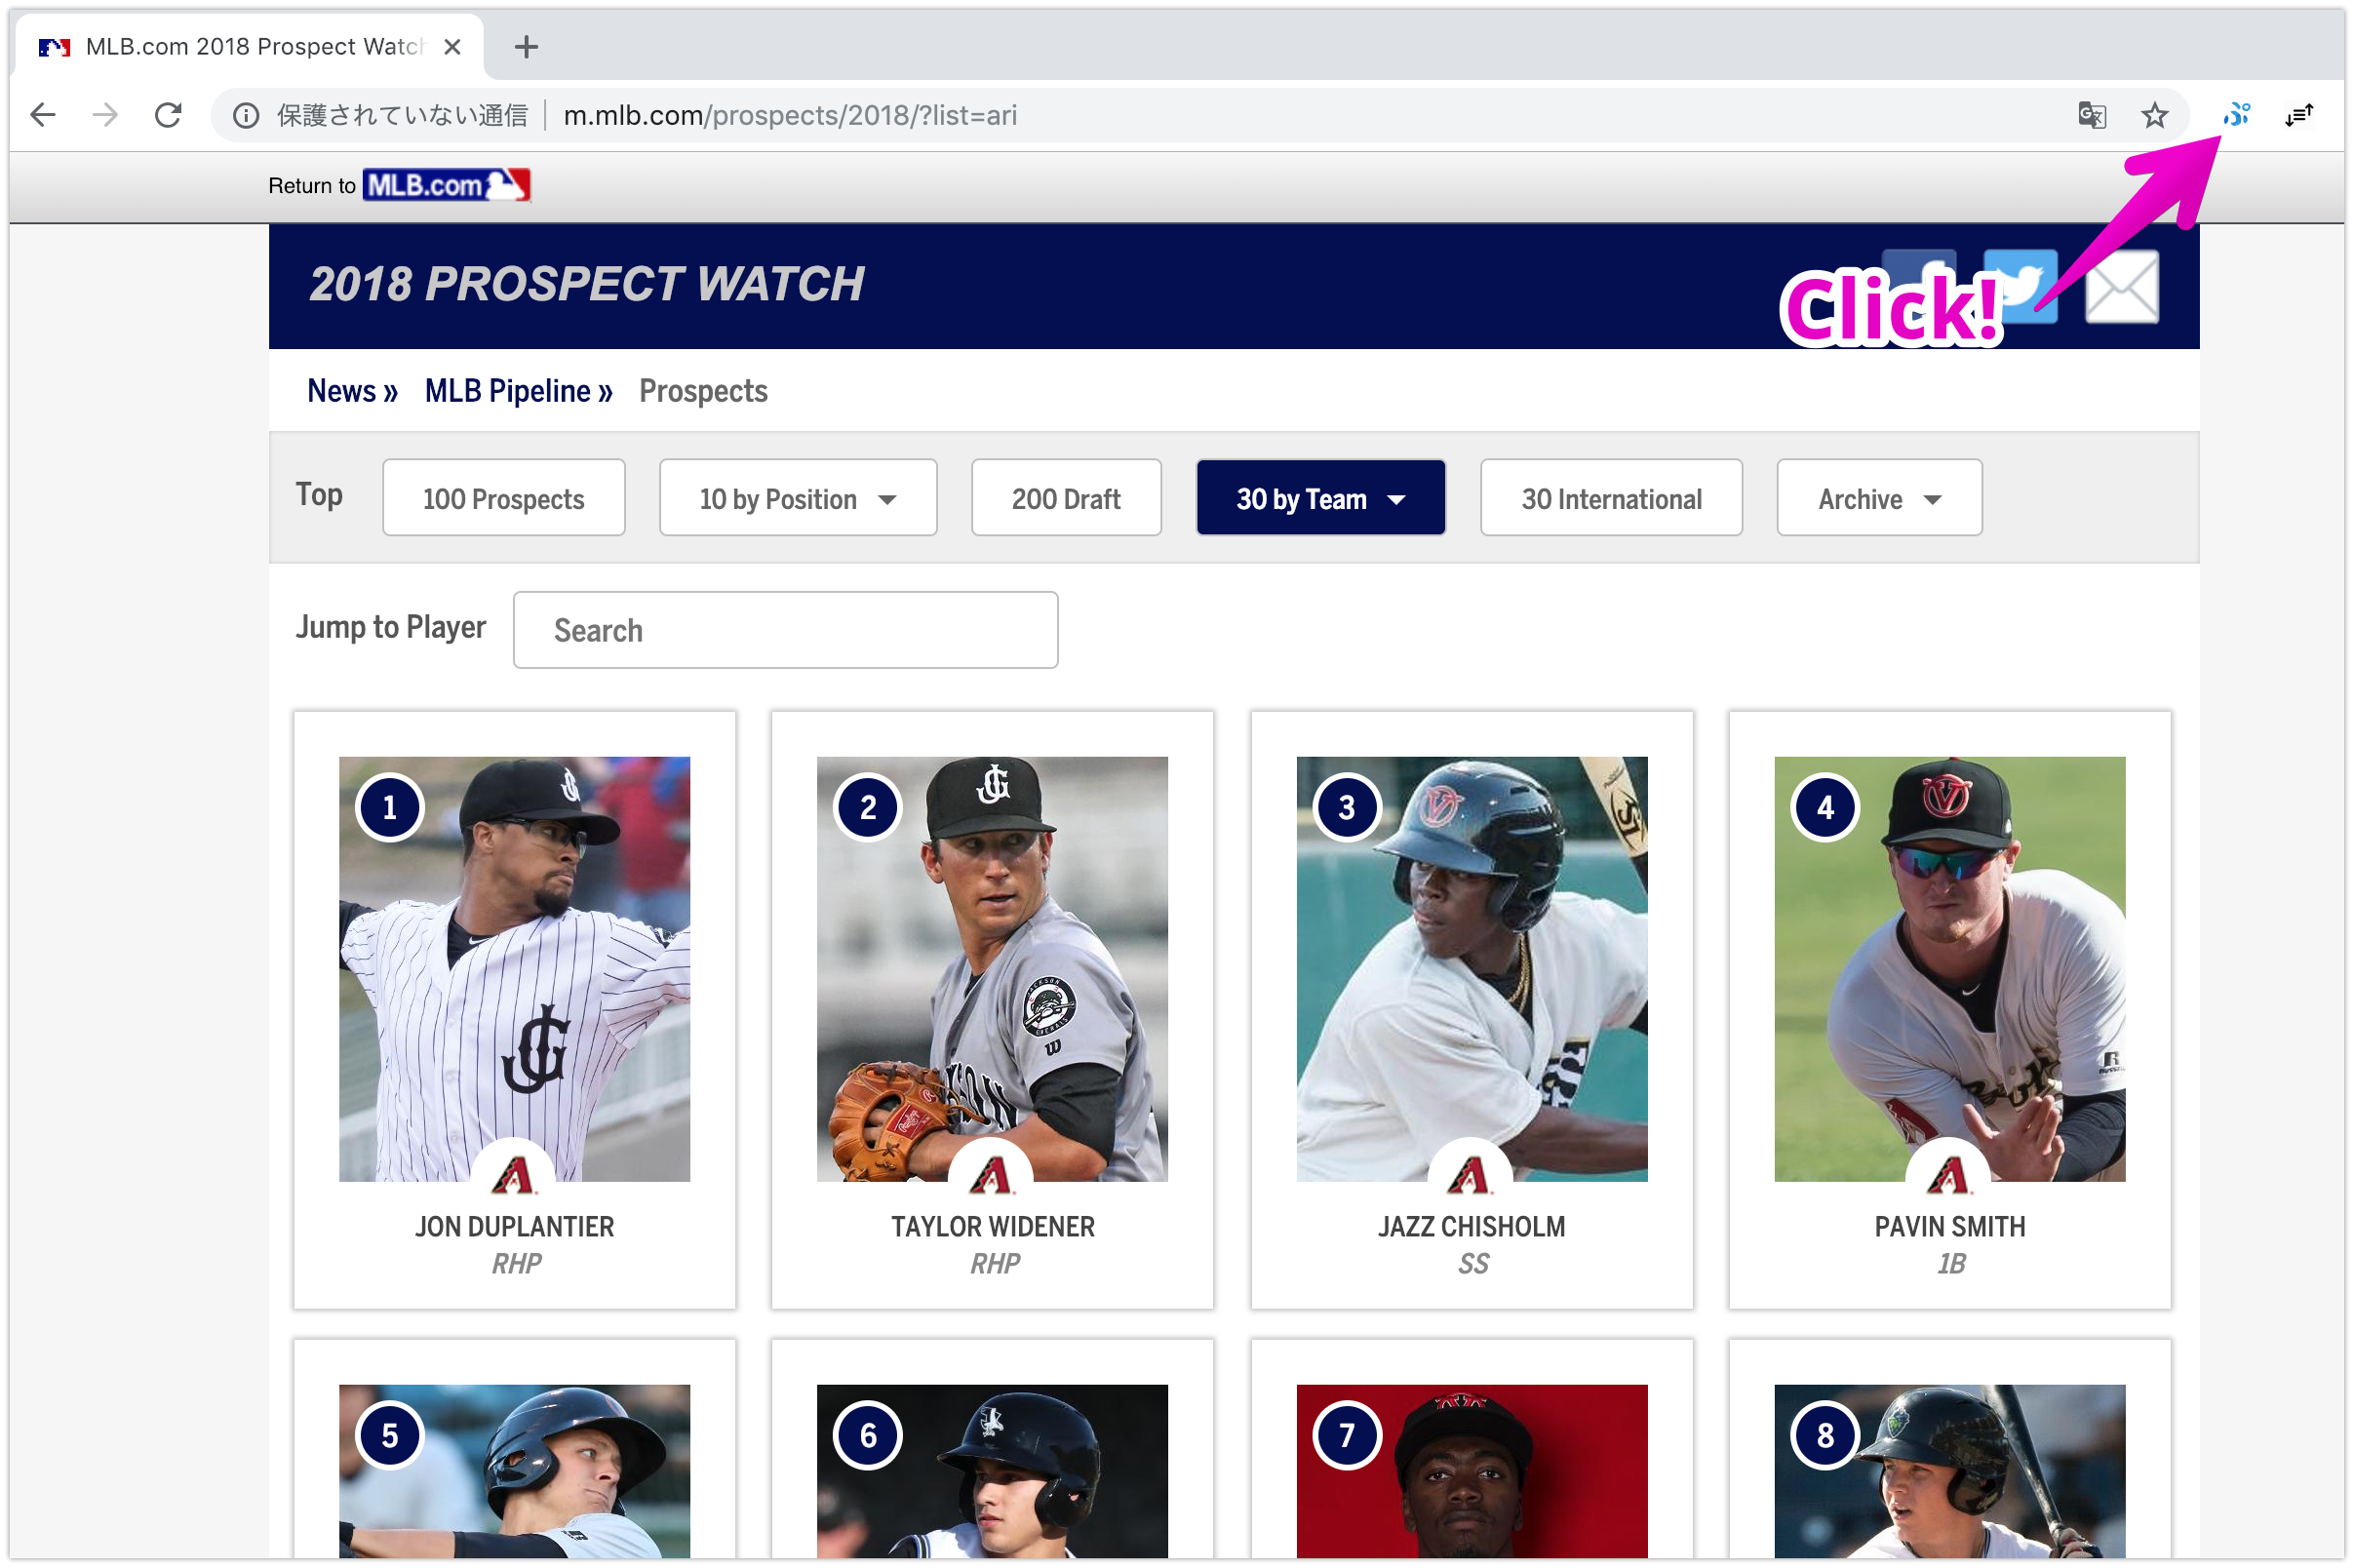 MLB.com 2018 Prospect Watch
保護されていない通信
m.mlb.com/prospects/2018/?list=ari
Return to MLB.com
2018 PROSPECT WATCH
Click!
News » MLB Pipeline » Prospects
Top
100 Prospects
10 by Position
200 Draft
30 by Team
30 International
Archive
Jump to Player
Search
1
2
3
4
JON DUPLANTIER
RHP
TAYLOR WIDENER
RHP
JAZZ CHISHOLM
SS
PAVIN SMITH
1B
5
6
7
8